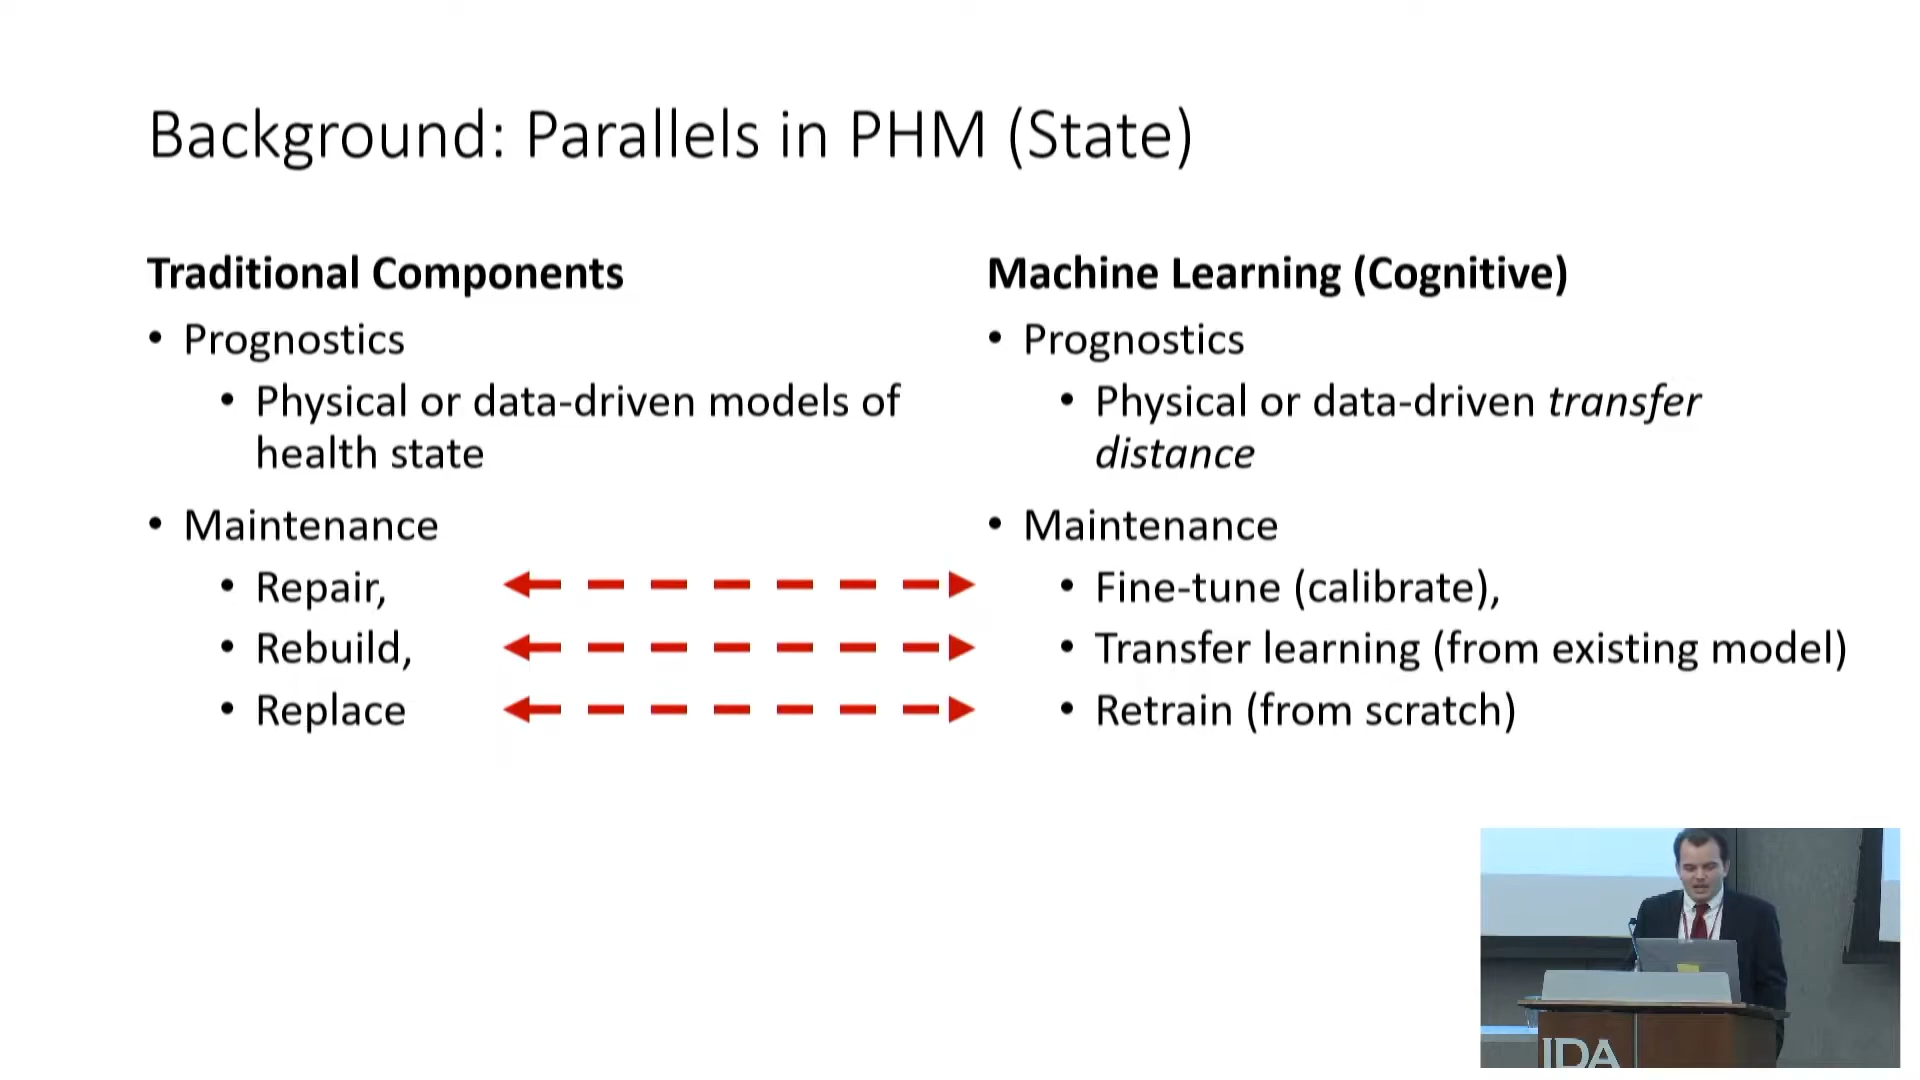 Background: Parallels in PHM (State)
Traditional Components
• Prognostics
• Physical or data-driven models of
health state
• Maintenance
• Repair,
• Rebuild,
• Replace
Machine Learning (Cognitive)
• Prognostics
• Physical or data-driven transfer
distance
• Maintenance
• Fine-tune (calibrate),
• Transfer learning (from existing model)
• Retrain (from scratch)
IDA